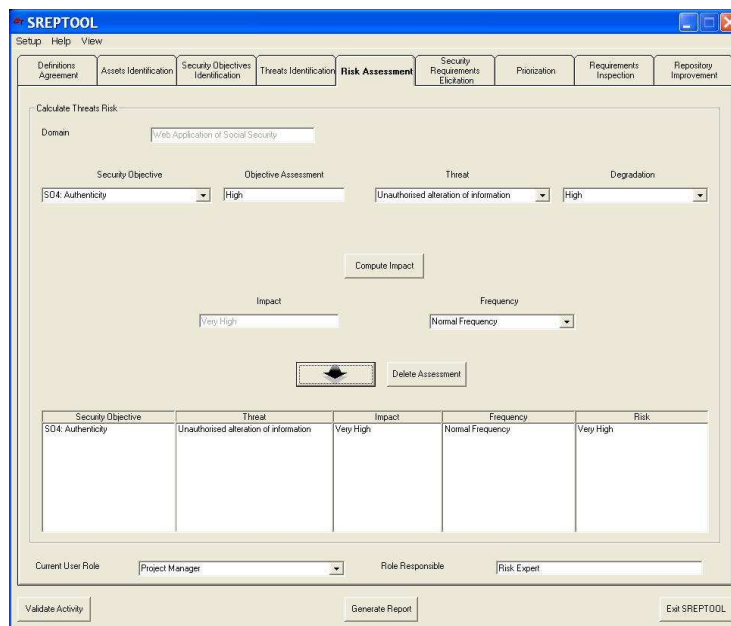 SREPTOOL
Setup Help View
Definitions Agreement
Assets Identification
Security Objectives Identification
Threats Identification
Risk Assessment
Security Requirements Elicitation
Priorization
Requirements Inspection
Repository Improvement
Calculate Threats Risk
Domain
Web Application of Social Security
Security Objective
Objective Assessment
Threat
Degradation
SO4: Authenticity
High
Unauthorised alteration of information
High
Compute Impact
Impact
Frequency
Very High
Normal Frequency
Delete Assessment
Security Objective Threat Impact Frequency Risk
SO4: Authenticity Unauthorised alteration of information Very High Normal Frequency Very High
Current User Role
Project Manager
Role Responsible
Risk Expert
Validate Activity
Generate Report
Exit SREPTOOL